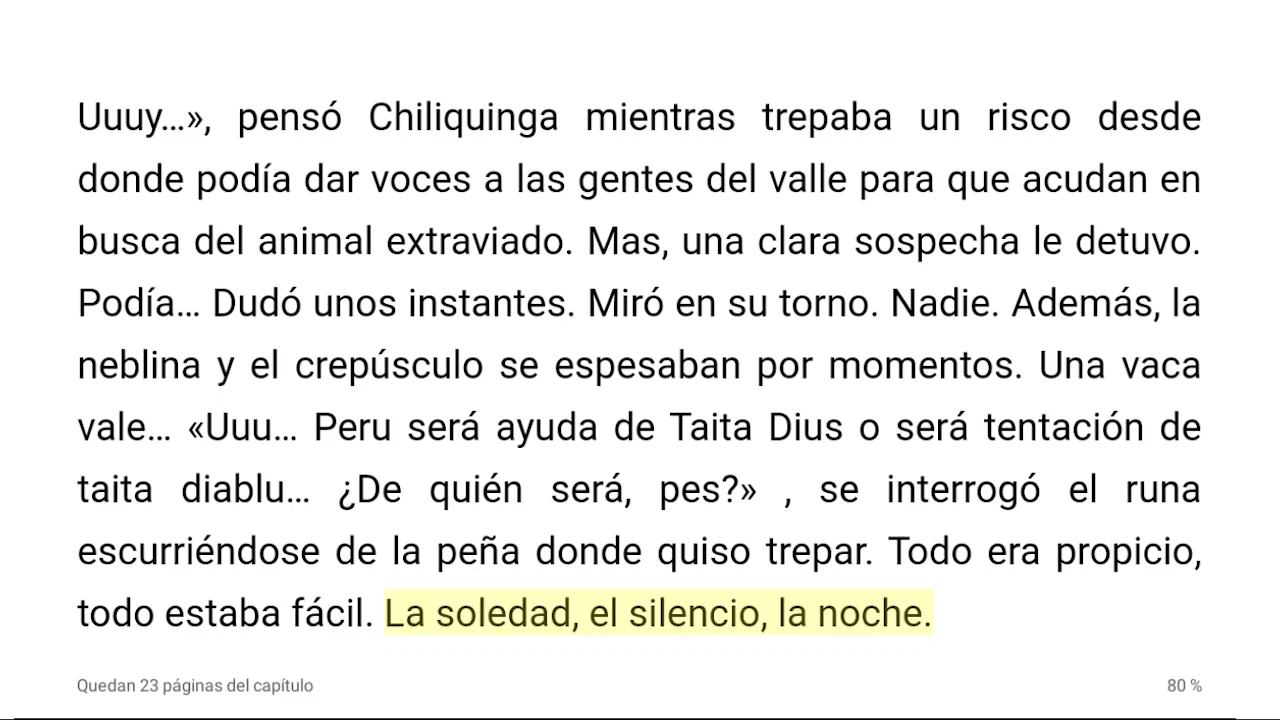 Uuuy…», pensó Chiliquinga mientras trepaba un risco desde
donde podía dar voces a las gentes del valle para que acudan en
busca del animal extraviado. Mas, una clara sospecha le detuvo.
Podía… Dudó unos instantes. Miró en su torno. Nadie. Además, la
neblina y el crepúsculo se espesaban por momentos. Una vaca
vale… «Uuu… Peru será ayuda de Taita Dius o será tentación de
taita diablu… ¿De quién será, pes?» , se interrogó el runa
escurriéndose de la peña donde quiso trepar. Todo era propicio,
todo estaba fácil. La soledad, el silencio, la noche.
Quedan 23 páginas del capítulo 80 %